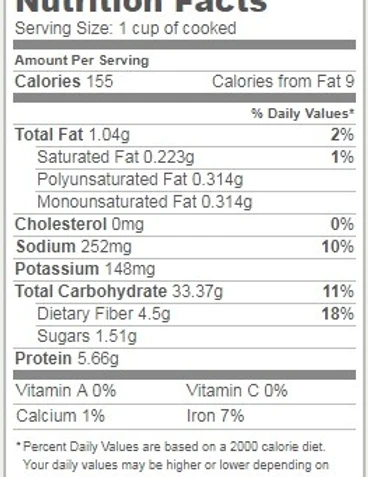 Nutrition Facts
Serving Size: 1 cup of cooked
Amount Per Serving
Calories 155 Calories from Fat 9
% Daily Values*
Total Fat 1.04g 2%
Saturated Fat 0.223g 1%
Polyunsaturated Fat 0.314g
Monounsaturated Fat 0.314g
Cholesterol 0mg 0%
Sodium 252mg 10%
Potassium 148mg
Total Carbohydrate 33.37g 11%
Dietary Fiber 4.5g 18%
Sugars 1.51g
Protein 5.66g
Vitamin A 0% Vitamin C 0%
Calcium 1% Iron 7%
* Percent Daily Values are based on a 2000 calorie diet.
Your daily values may be higher or lower depending on